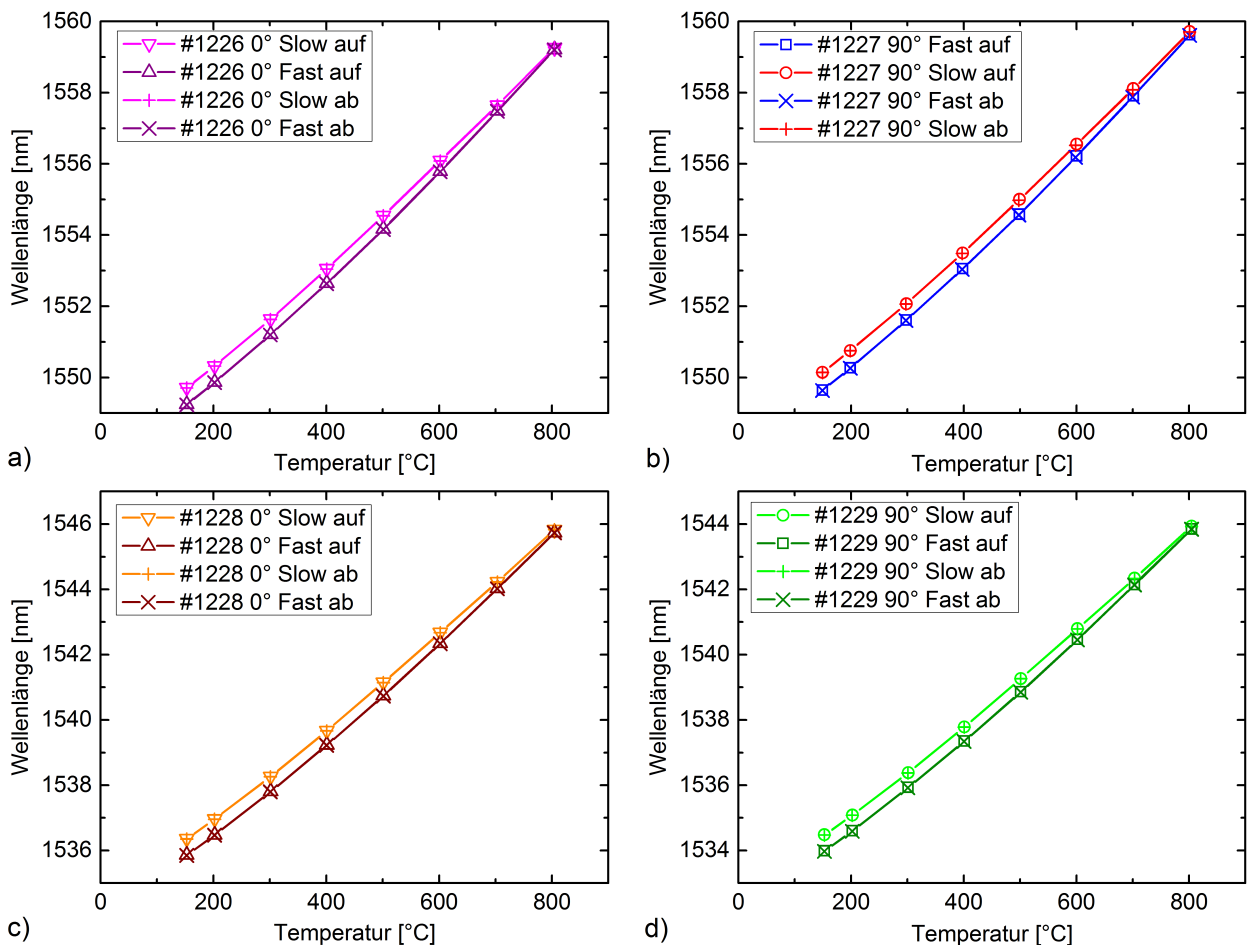 1560
1558
1556
1554
1552
1550
Wellenlänge [nm]
#1226 0° Slow auf
#1226 0° Fast auf
#1226 0° Slow ab
#1226 0° Fast ab
0 200 400 600 800
Temperatur [°C]
a)
1560
1558
1556
1554
1552
1550
Wellenlänge [nm]
#1227 90° Fast auf
#1227 90° Slow auf
#1227 90° Fast ab
#1227 90° Slow ab
0 200 400 600 800
Temperatur [°C]
b)
1546
1544
1542
1540
1538
1536
Wellenlänge [nm]
#1228 0° Slow auf
#1228 0° Fast auf
#1228 0° Slow ab
#1228 0° Fast ab
0 200 400 600 800
Temperatur [°C]
c)
1544
1542
1540
1538
1536
1534
Wellenlänge [nm]
#1229 90° Slow auf
#1229 90° Fast auf
#1229 90° Slow ab
#1229 90° Fast ab
0 200 400 600 800
Temperatur [°C]
d)